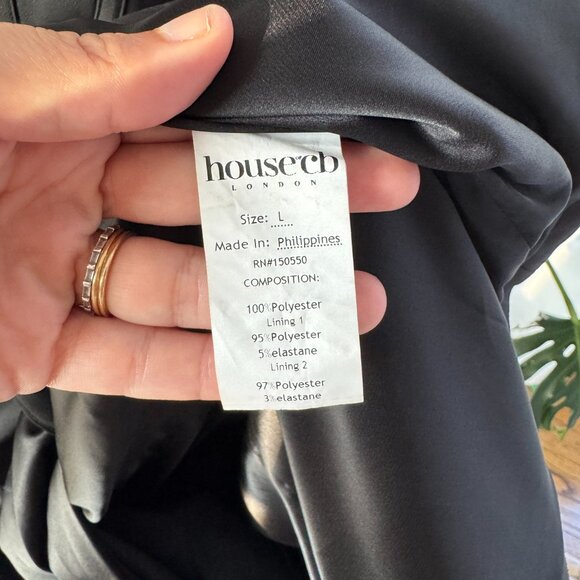 house of cb
LONDON
Size: L
Made In: Philippines
RN#150550
COMPOSITION:
100%Polyester
Lining 1
95%Polyester
5%elastane
Lining 2
97%Polyester
3%elastane